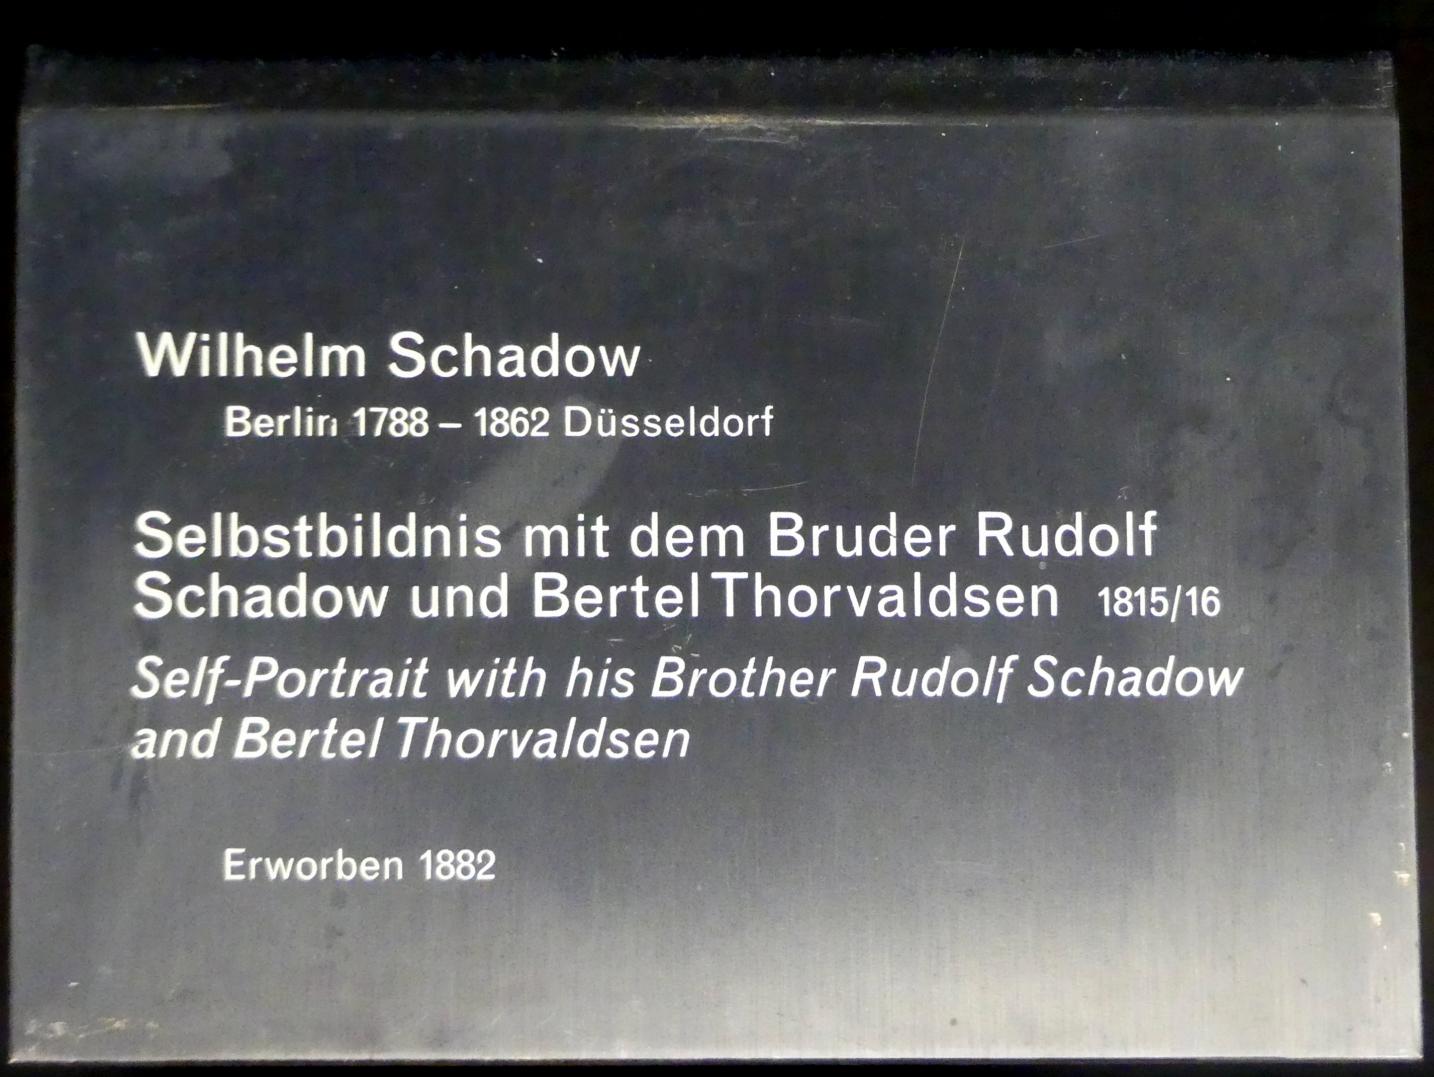 Wilhelm Schadow
Berlin 1788 – 1862 Düsseldorf
Selbstbildnis mit dem Bruder Rudolf
Schadow und Bertel Thorvaldsen 1815/16
Self-Portrait with his Brother Rudolf Schadow
and Bertel Thorvaldsen
Erworben 1882